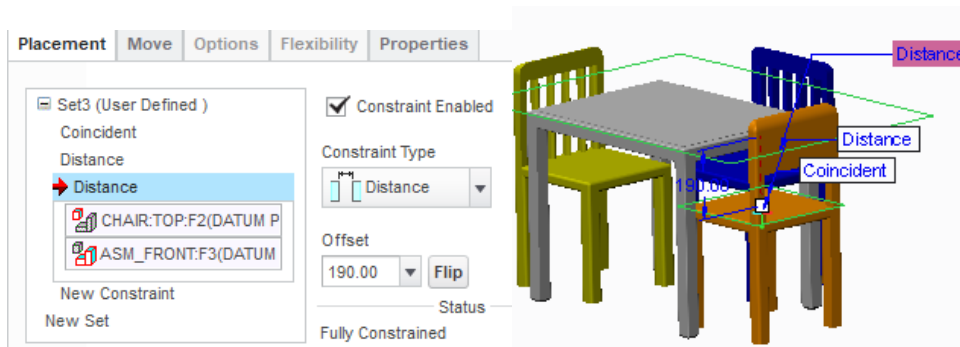 Placement Move Options Flexibility Properties
Set3 (User Defined )
Coincident
Distance
Distance
CHAIR:TOP:F2(DATUM P
ASM_FRONT:F3(DATUM
New Constraint
New Set
Constraint Enabled
Constraint Type
Distance
Offset
190.00 Flip
Status
Fully Constrained
Distance
Distance
Coincident
190.00